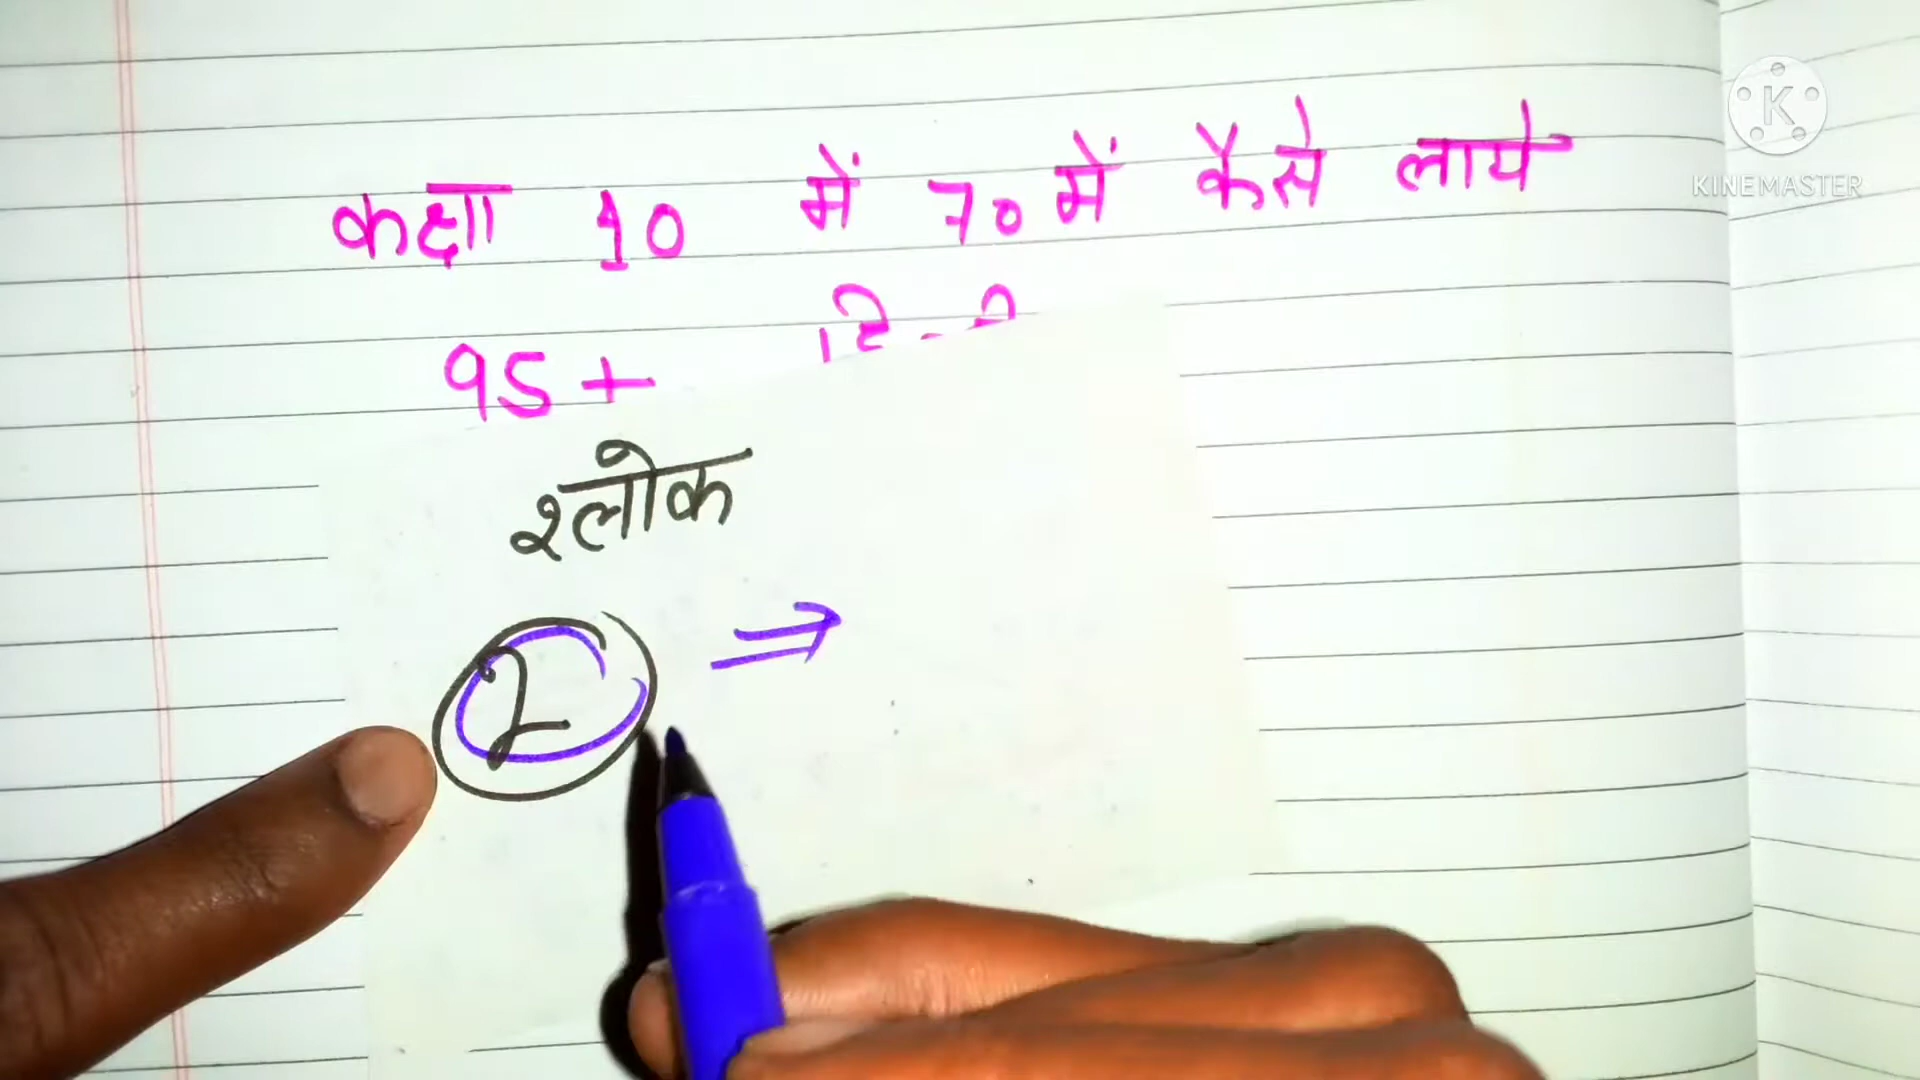 कक्षा 10 में 70 में कैसे लाये
K
KINEMASTER
95+
श्लोक
2 ⇒